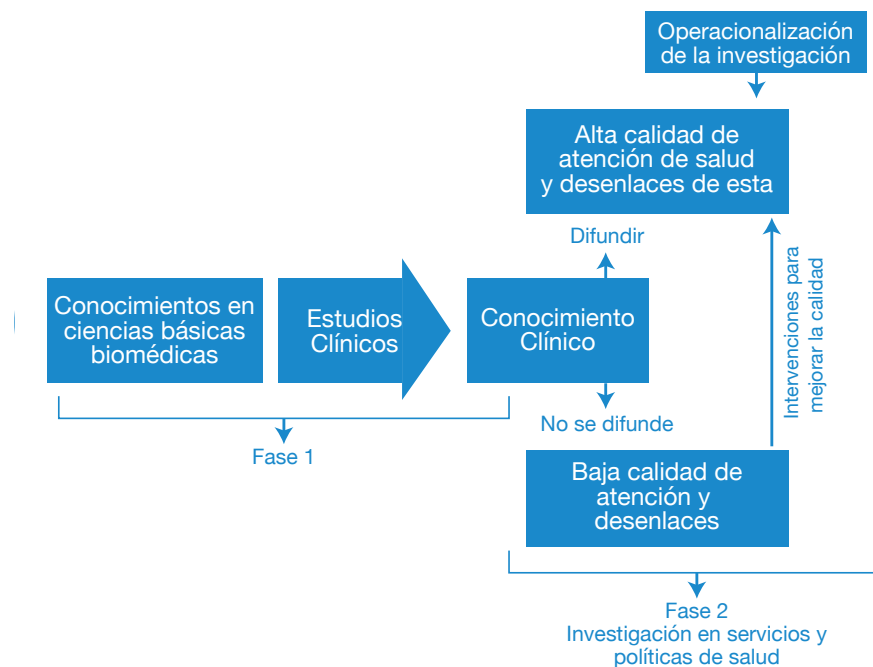 Operacionalización
de la investigación
Alta calidad de
atención de salud
y desenlaces de esta
Difundir
Conocimientos en
ciencias básicas
biomédicas
Estudios
Clínicos
Conocimiento
Clínico
Intervenciones para
mejorar la calidad
No se difunde
Fase 1
Baja calidad de
atención y
desenlaces
Fase 2
Investigación en servicios y
políticas de salud